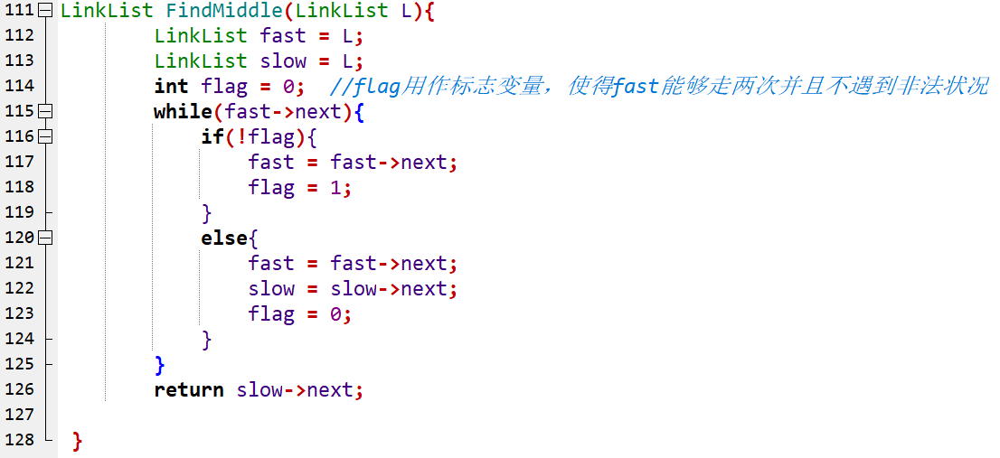 111 LinkList FindMiddle(LinkList L){
112 LinkList fast = L;
113 LinkList slow = L;
114 int flag = 0; //flag用作标志变量，使得fast能够走两次并且不遇到非法状况
115 while(fast->next){
116 if(!flag){
117 fast = fast->next;
118 flag = 1;
119 }
120 else{
121 fast = fast->next;
122 slow = slow->next;
123 flag = 0;
124 }
125 }
126 return slow->next;
127
128 }